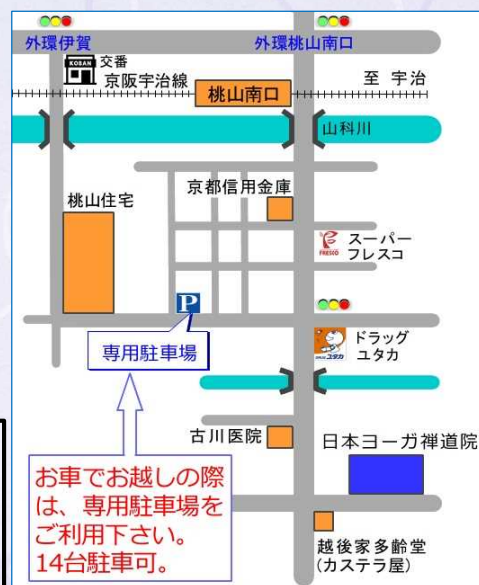 外環伊賀
外環桃山南口
KOBAN
交番
京阪宇治線
桃山南口
至 宇治
山科川
桃山住宅
京都信用金庫
FRESCO
スーパー
フレスコ
P
専用駐車場
ドラッグ
ユタカ
古川医院
日本ヨーガ禅道院
お車でお越しの際
は、専用駐車場を
ご利用下さい。
14台駐車可。
越後家多齢堂
(カステラ屋)